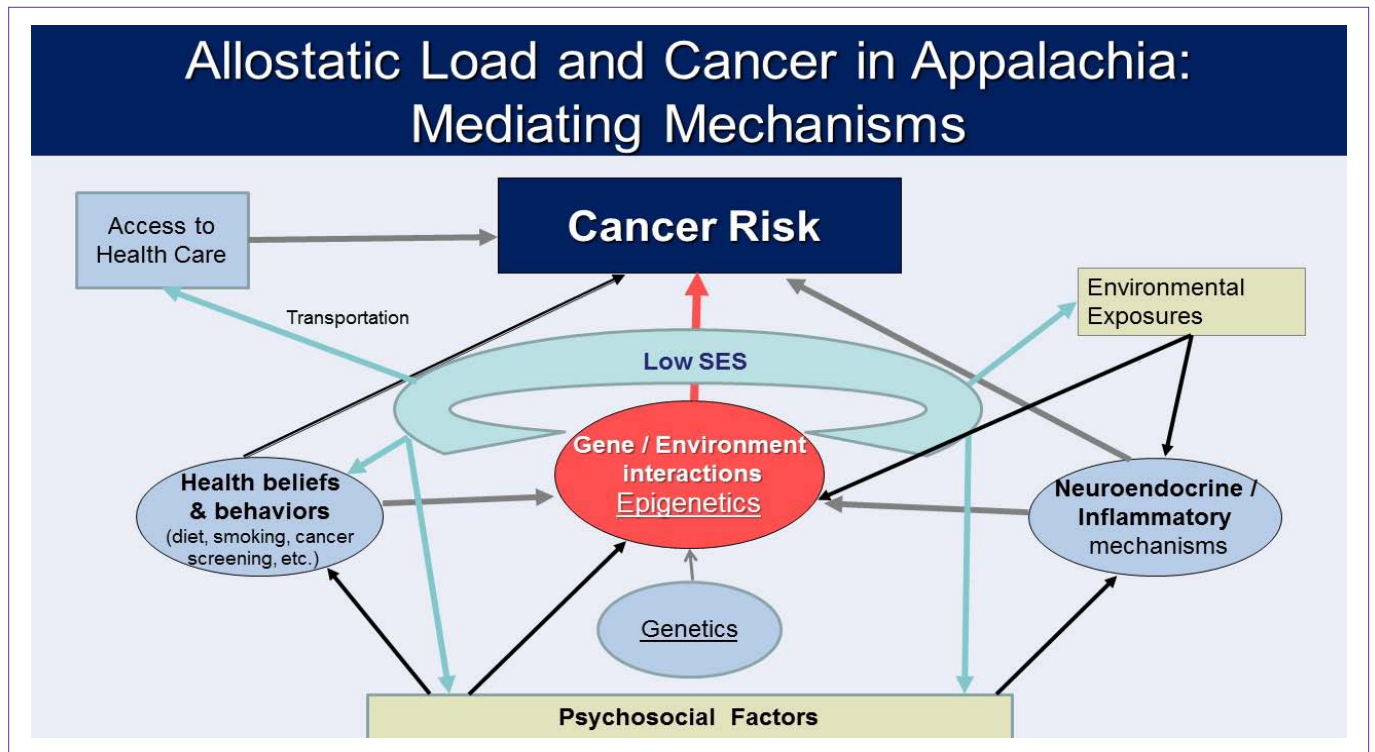 Allostatic Load and Cancer in Appalachia:
Mediating Mechanisms
Access to
Health Care
Cancer Risk
Environmental
Exposures
Transportation
Low SES
Gene / Environment
interactions
Epigenetics
Health beliefs
& behaviors
(diet, smoking, cancer
screening, etc.)
Neuroendocrine /
Inflammatory
mechanisms
Genetics
Psychosocial Factors